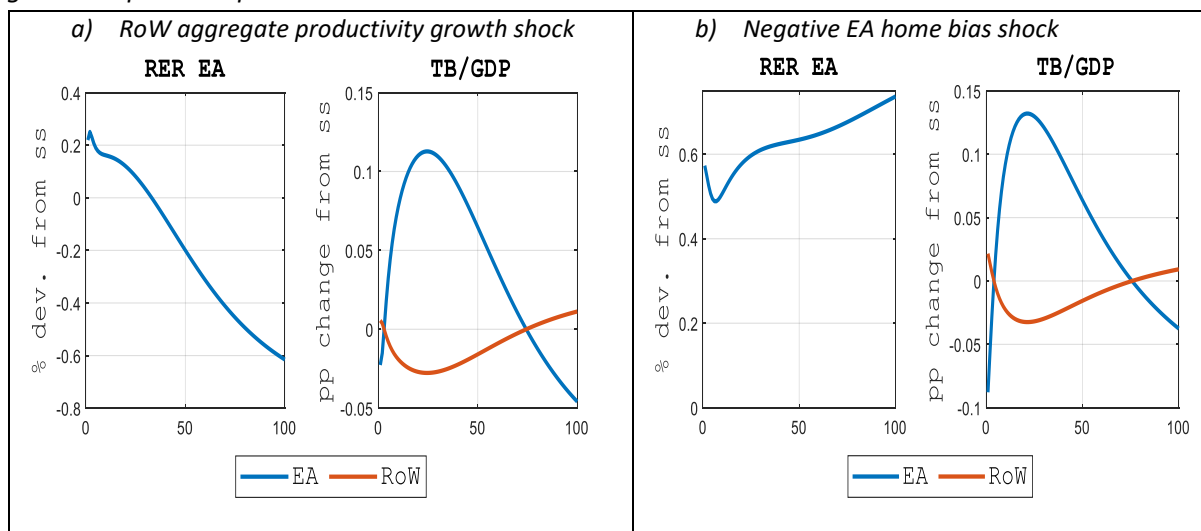 a) RoW aggregate productivity growth shock
RER EA
TB/GDP
% dev. from ss
0.4
0.2
0
-0.2
-0.4
-0.6
-0.8
0 50 100
pp change from ss
0.15
0.1
0.05
0
-0.05
0 50 100
EA RoW
b) Negative EA home bias shock
RER EA
TB/GDP
% dev. from ss
0.6
0.4
0.2
0
0 50 100
pp change from ss
0.15
0.1
0.05
0
-0.05
-0.1
0 50 100
EA RoW